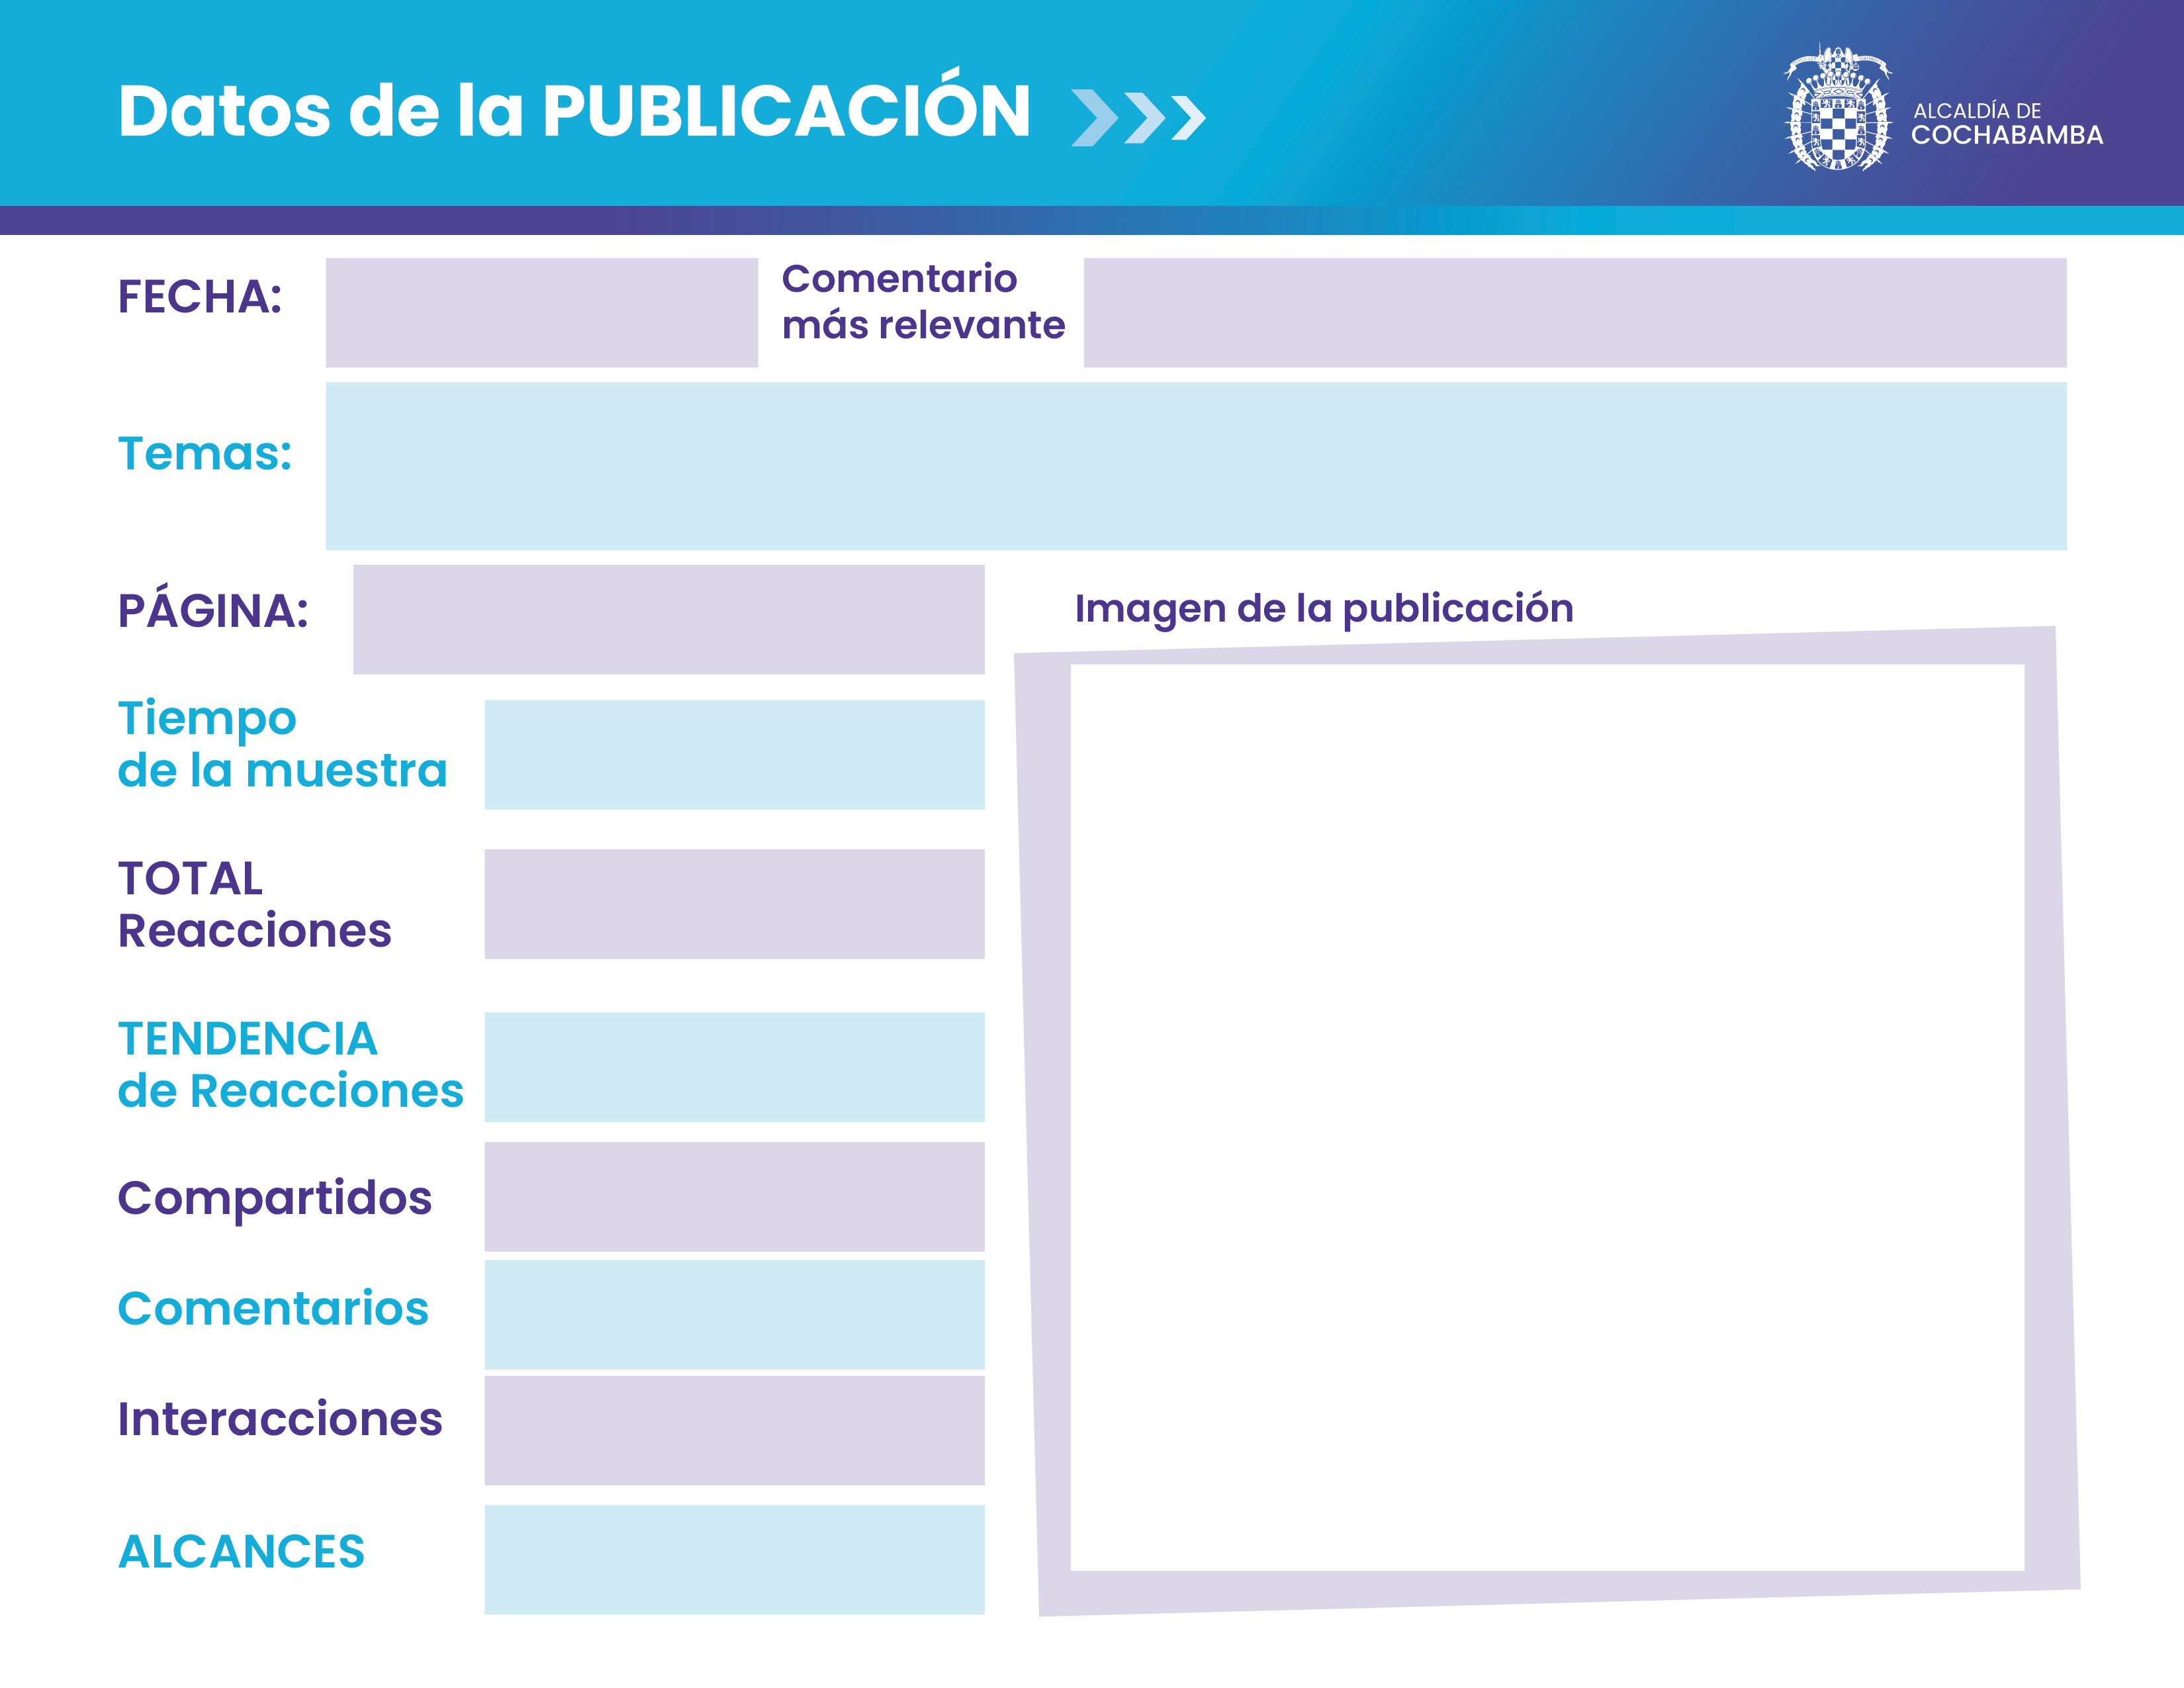 Datos de la PUBLICACIÓN
ALCALDÍA DE
COCHABAMBA
FECHA:
Comentario
más relevante
Temas:
PÁGINA:
Imagen de la publicación
Tiempo
de la muestra
TOTAL
Reacciones
TENDENCIA
de Reacciones
Compartidos
Comentarios
Interacciones
ALCANCES